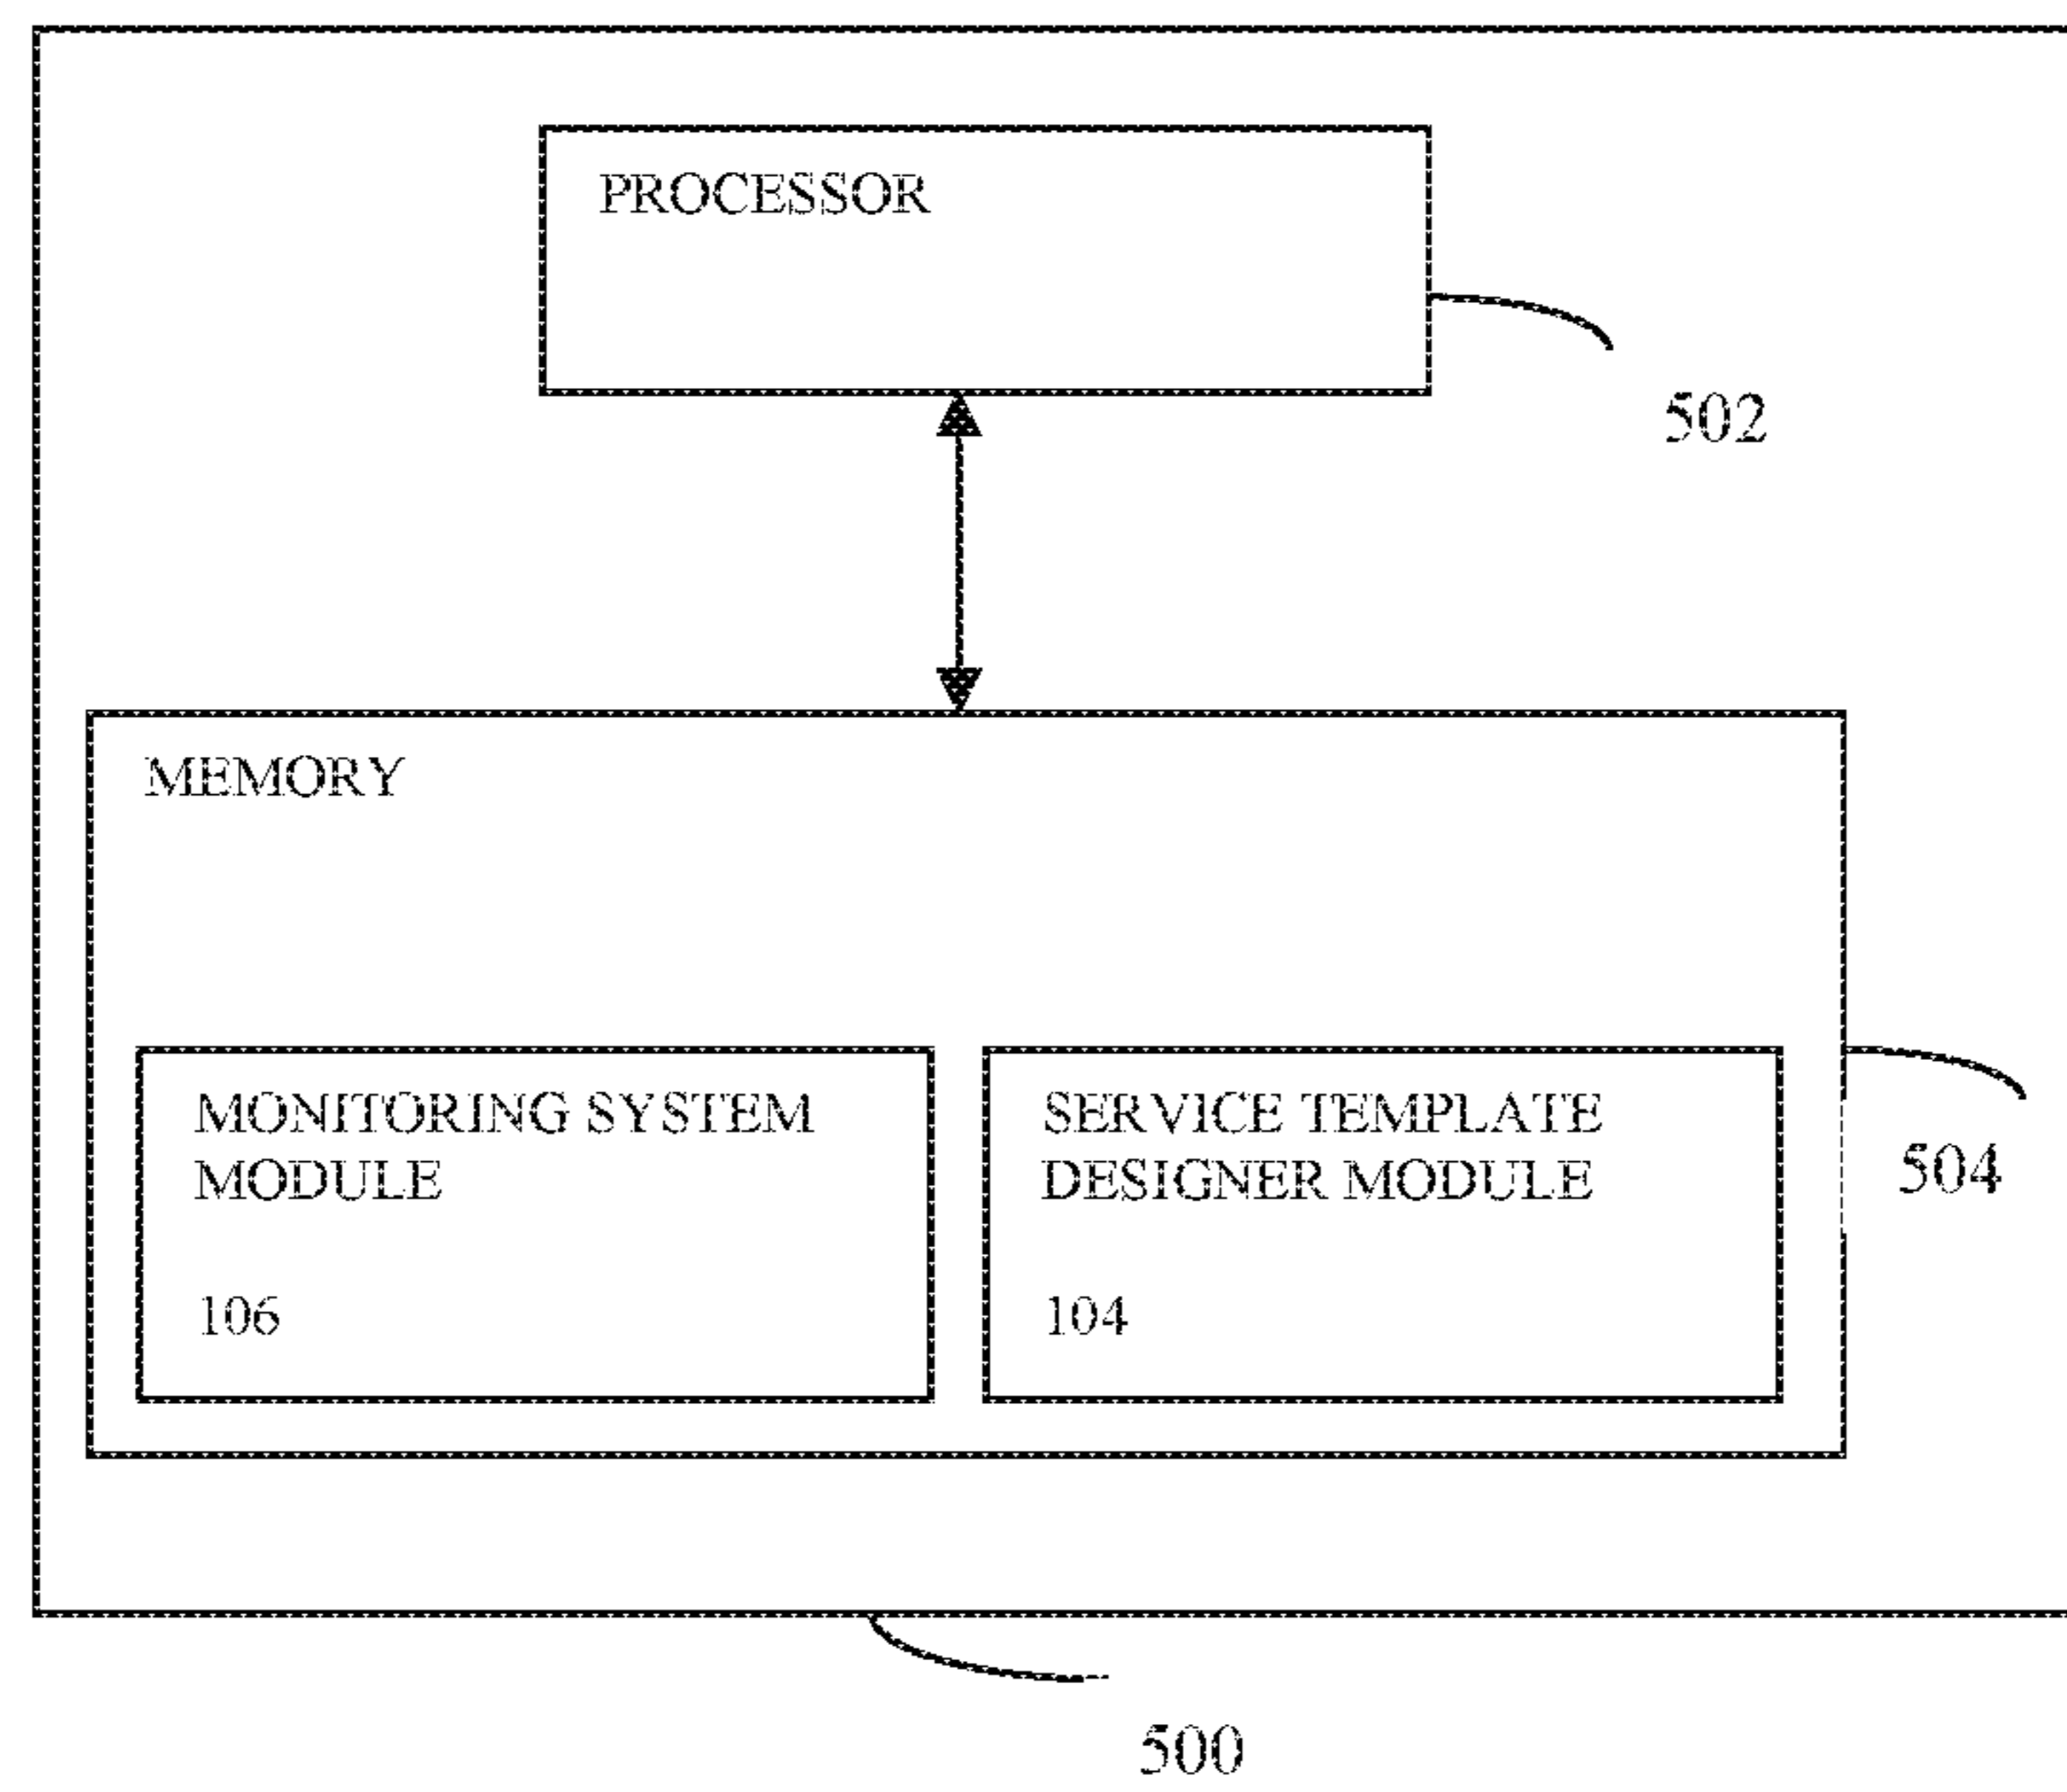 PROCESSOR
502
MEMORY
MONITORING SYSTEM
MODULE
106
SERVICE TEMPLATE
DESIGNER MODULE
104
504
500